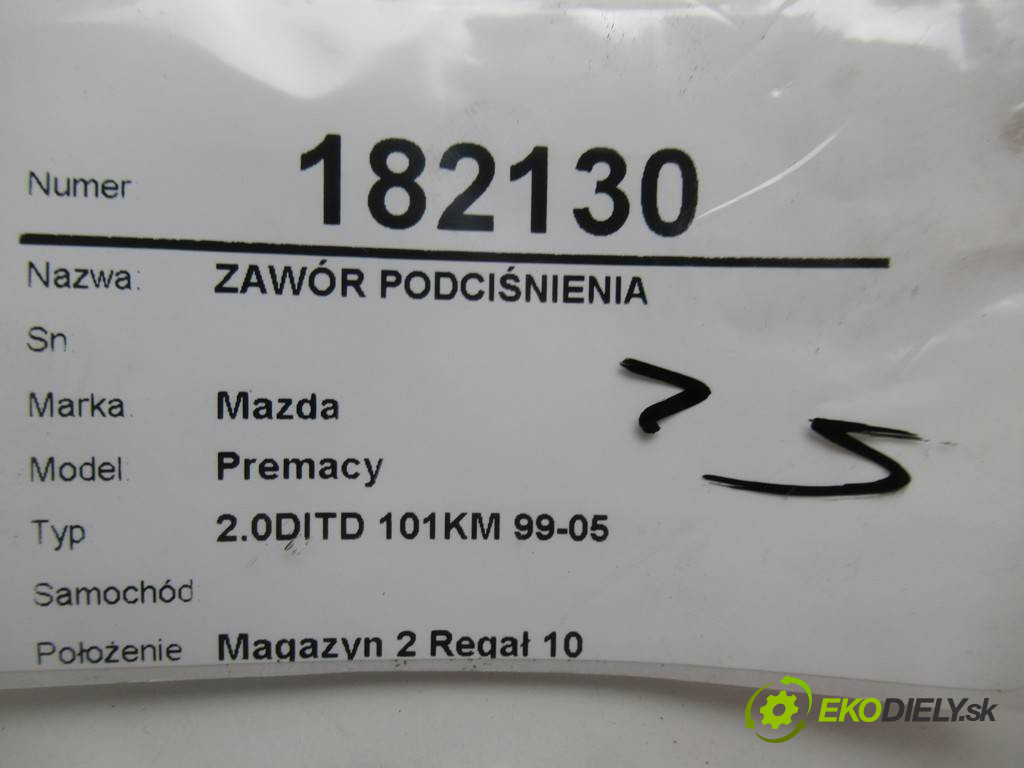 Numer 182130
Nazwa: ZAWÓR PODCIŚNIENIA
Sn
Marka Mazda
Model Premacy
Typ 2.0DITD 101KM 99-05
Samochód
Położenie Magazyn 2 Regał 10
EKODIELY.sk